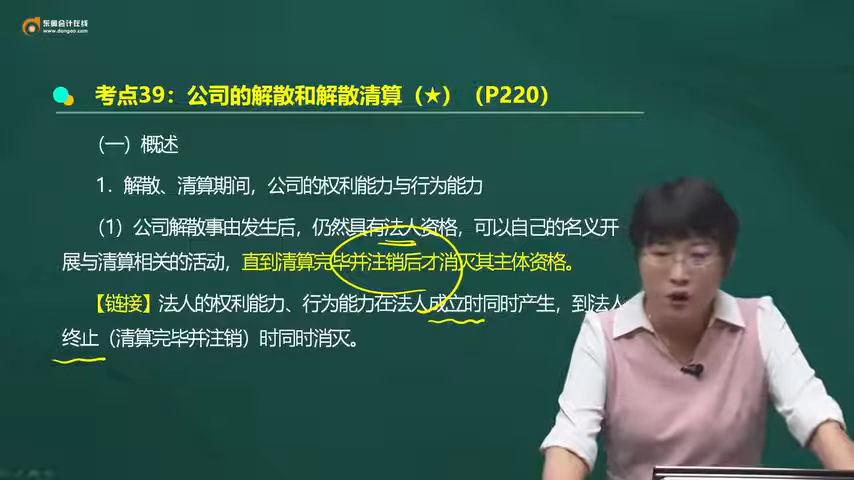 东奥会计在线
www.dongao.com
考点39：公司的解散和解散清算（★）（P220）
（一）概述
1．解散、清算期间，公司的权利能力与行为能力
（1）公司解散事由发生后，仍然具有法人资格，可以自己的名义开
展与清算相关的活动，直到清算完毕并注销后才消灭其主体资格。
【链接】法人的权利能力、行为能力在法人成立时同时产生，到法人
终止（清算完毕并注销）时同时消灭。